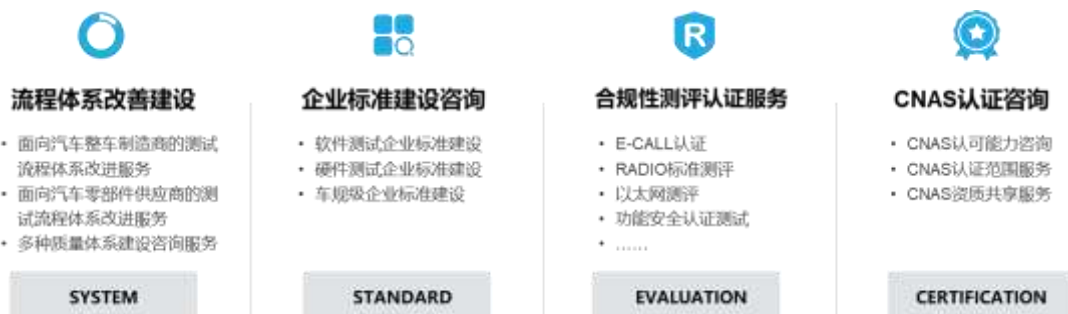 R
流程体系改善建设
• 面向汽车整车制造商的测试
流程体系改进服务
• 面向汽车零部件供应商的测
试流程体系改进服务
• 多种质量体系建设咨询服务
SYSTEM
企业标准建设咨询
• 软件测试企业标准建设
• 硬件测试企业标准建设
• 车规级企业标准建设
STANDARD
合规性测评认证服务
• E-CALL认证
• RADIO标准测评
• 以太网测评
• 功能安全认证测试
• ……
EVALUATION
CNAS认证咨询
• CNAS认可能力咨询
• CNAS认证范围服务
• CNAS资质共享服务
CERTIFICATION